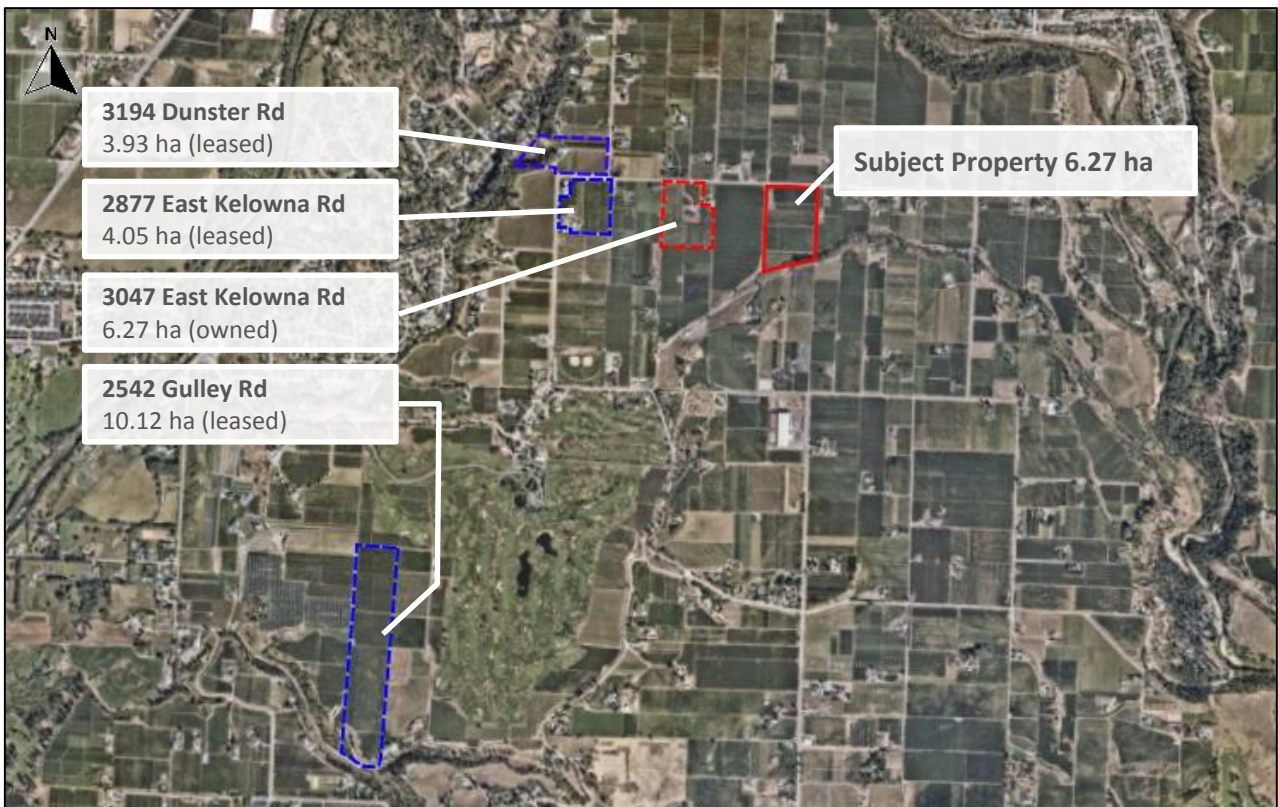 N
3194 Dunster Rd
3.93 ha (leased)
Subject Property 6.27 ha
2877 East Kelowna Rd
4.05 ha (leased)
3047 East Kelowna Rd
6.27 ha (owned)
2542 Gulley Rd
10.12 ha (leased)